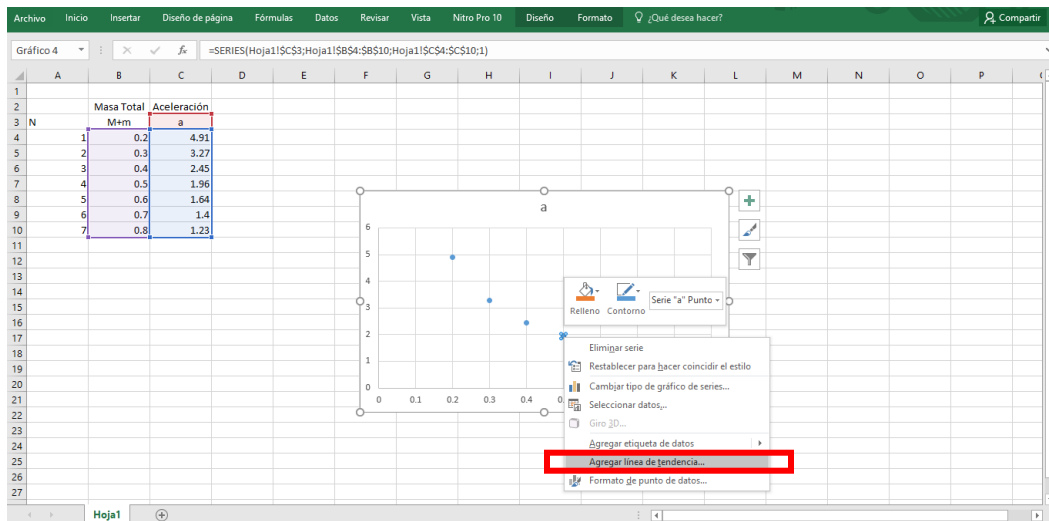 Archivo Inicio Insertar Diseño de página Fórmulas Datos Revisar Vista Nitro Pro 10 Diseño Formato ¿Qué desea hacer? Compartir
Gráfico 4 fx =SERIES(Hoja1!$C$3;Hoja1!$B$4:$B$10;Hoja1!$C$4:$C$10;1)
A B C D E F G H I J K L M N O P
1
2 Masa Total Aceleración
3 N M+m a
4 1 0.2 4.91
5 2 0.3 3.27
6 3 0.4 2.45
7 4 0.5 1.96
8 5 0.6 1.64
9 6 0.7 1.4
10 7 0.8 1.23
11
12
13
14
15
16
17
18
19
20
21
22
23
24
25
26
27
a
6
5
4
3
2
1
0
0 0.1 0.2 0.3 0.4
Relleno Contorno Serie "a" Punto
Eliminar serie
Restablecer para hacer coincidir el estilo
Cambiar tipo de gráfico de series...
Seleccionar datos...
Giro 3D...
Agregar etiqueta de datos
Agregar línea de tendencia...
Formato de punto de datos...
Hoja1